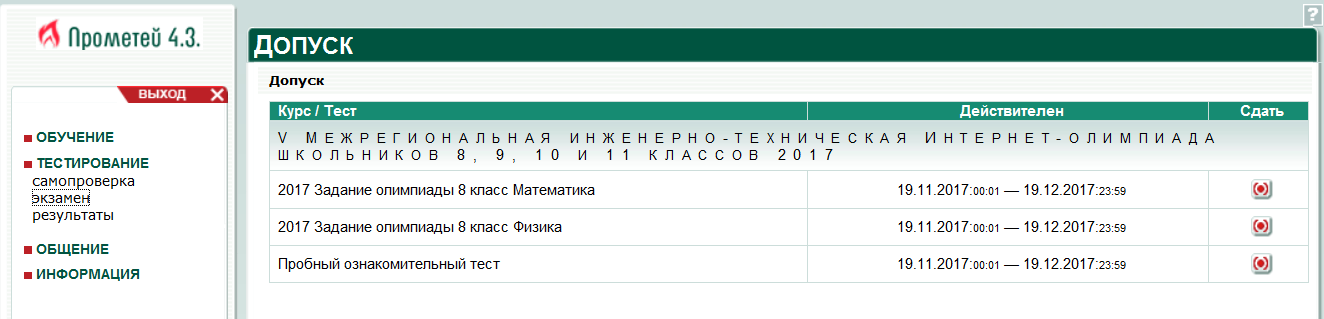 Прометей 4.3.
?
ВЫХОД
ОБУЧЕНИЕ
ТЕСТИРОВАНИЕ
самопроверка
экзамен
результаты
ОБЩЕНИЕ
ИНФОРМАЦИЯ
ДОПУСК
Допуск
Курс / Тест Действителен Сдать
V МЕЖРЕГИОНАЛЬНАЯ ИНЖЕНЕРНО-ТЕХНИЧЕСКАЯ ИНТЕРНЕТ-ОЛИМПИАДА
ШКОЛЬНИКОВ 8, 9, 10 И 11 КЛАССОВ 2017
2017 Задание олимпиады 8 класс Математика 19.11.2017:00:01 — 19.12.2017:23:59
2017 Задание олимпиады 8 класс Физика 19.11.2017:00:01 — 19.12.2017:23:59
Пробный ознакомительный тест 19.11.2017:00:01 — 19.12.2017:23:59